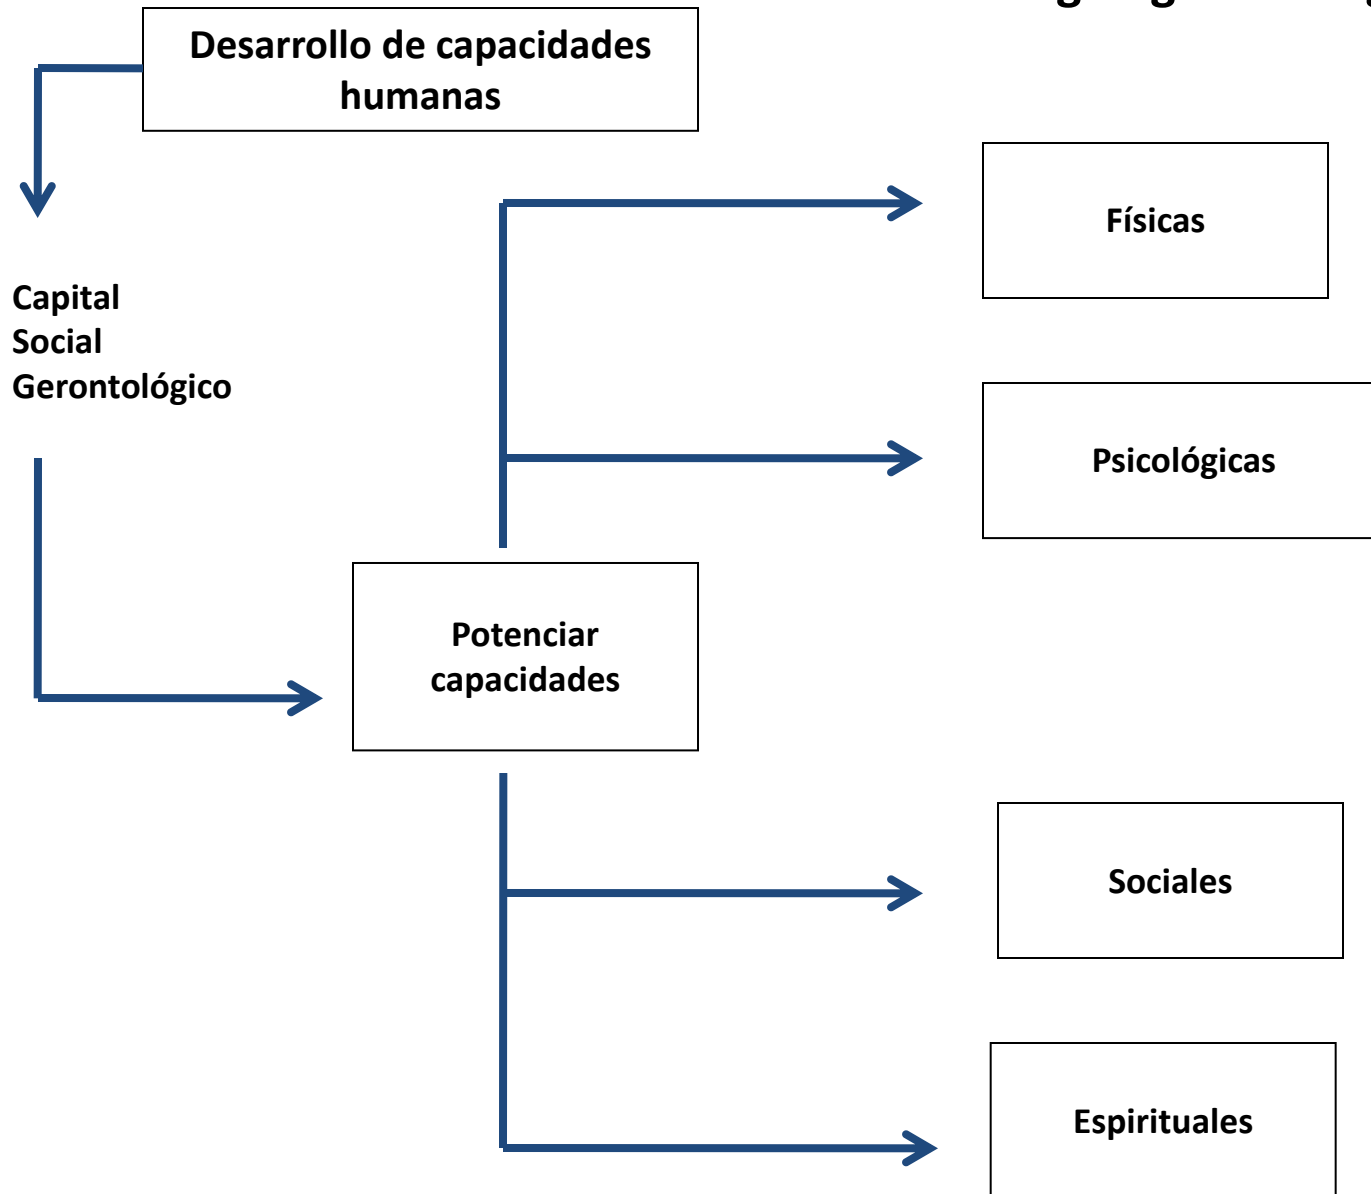 Desarrollo de capacidades
humanas
Físicas
Capital
Social
Gerontológico
Psicológicas
Potenciar
capacidades
Sociales
Espirituales